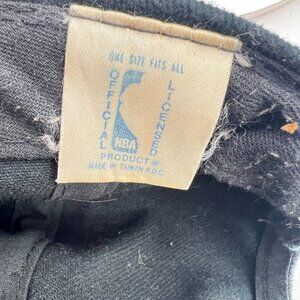 ONE SIZE FITS ALL
OFFICIAL
LICENSED
NBA
PRODUCT ®
MADE IN TAIWAN R.O.C.